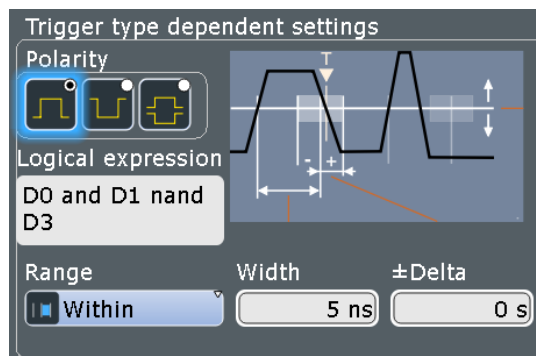 Trigger type dependent settings
Polarity
T
Logical expression
- +
D0 and D1 nand
D3
Range
Width
±Delta
Within
5 ns
0 s